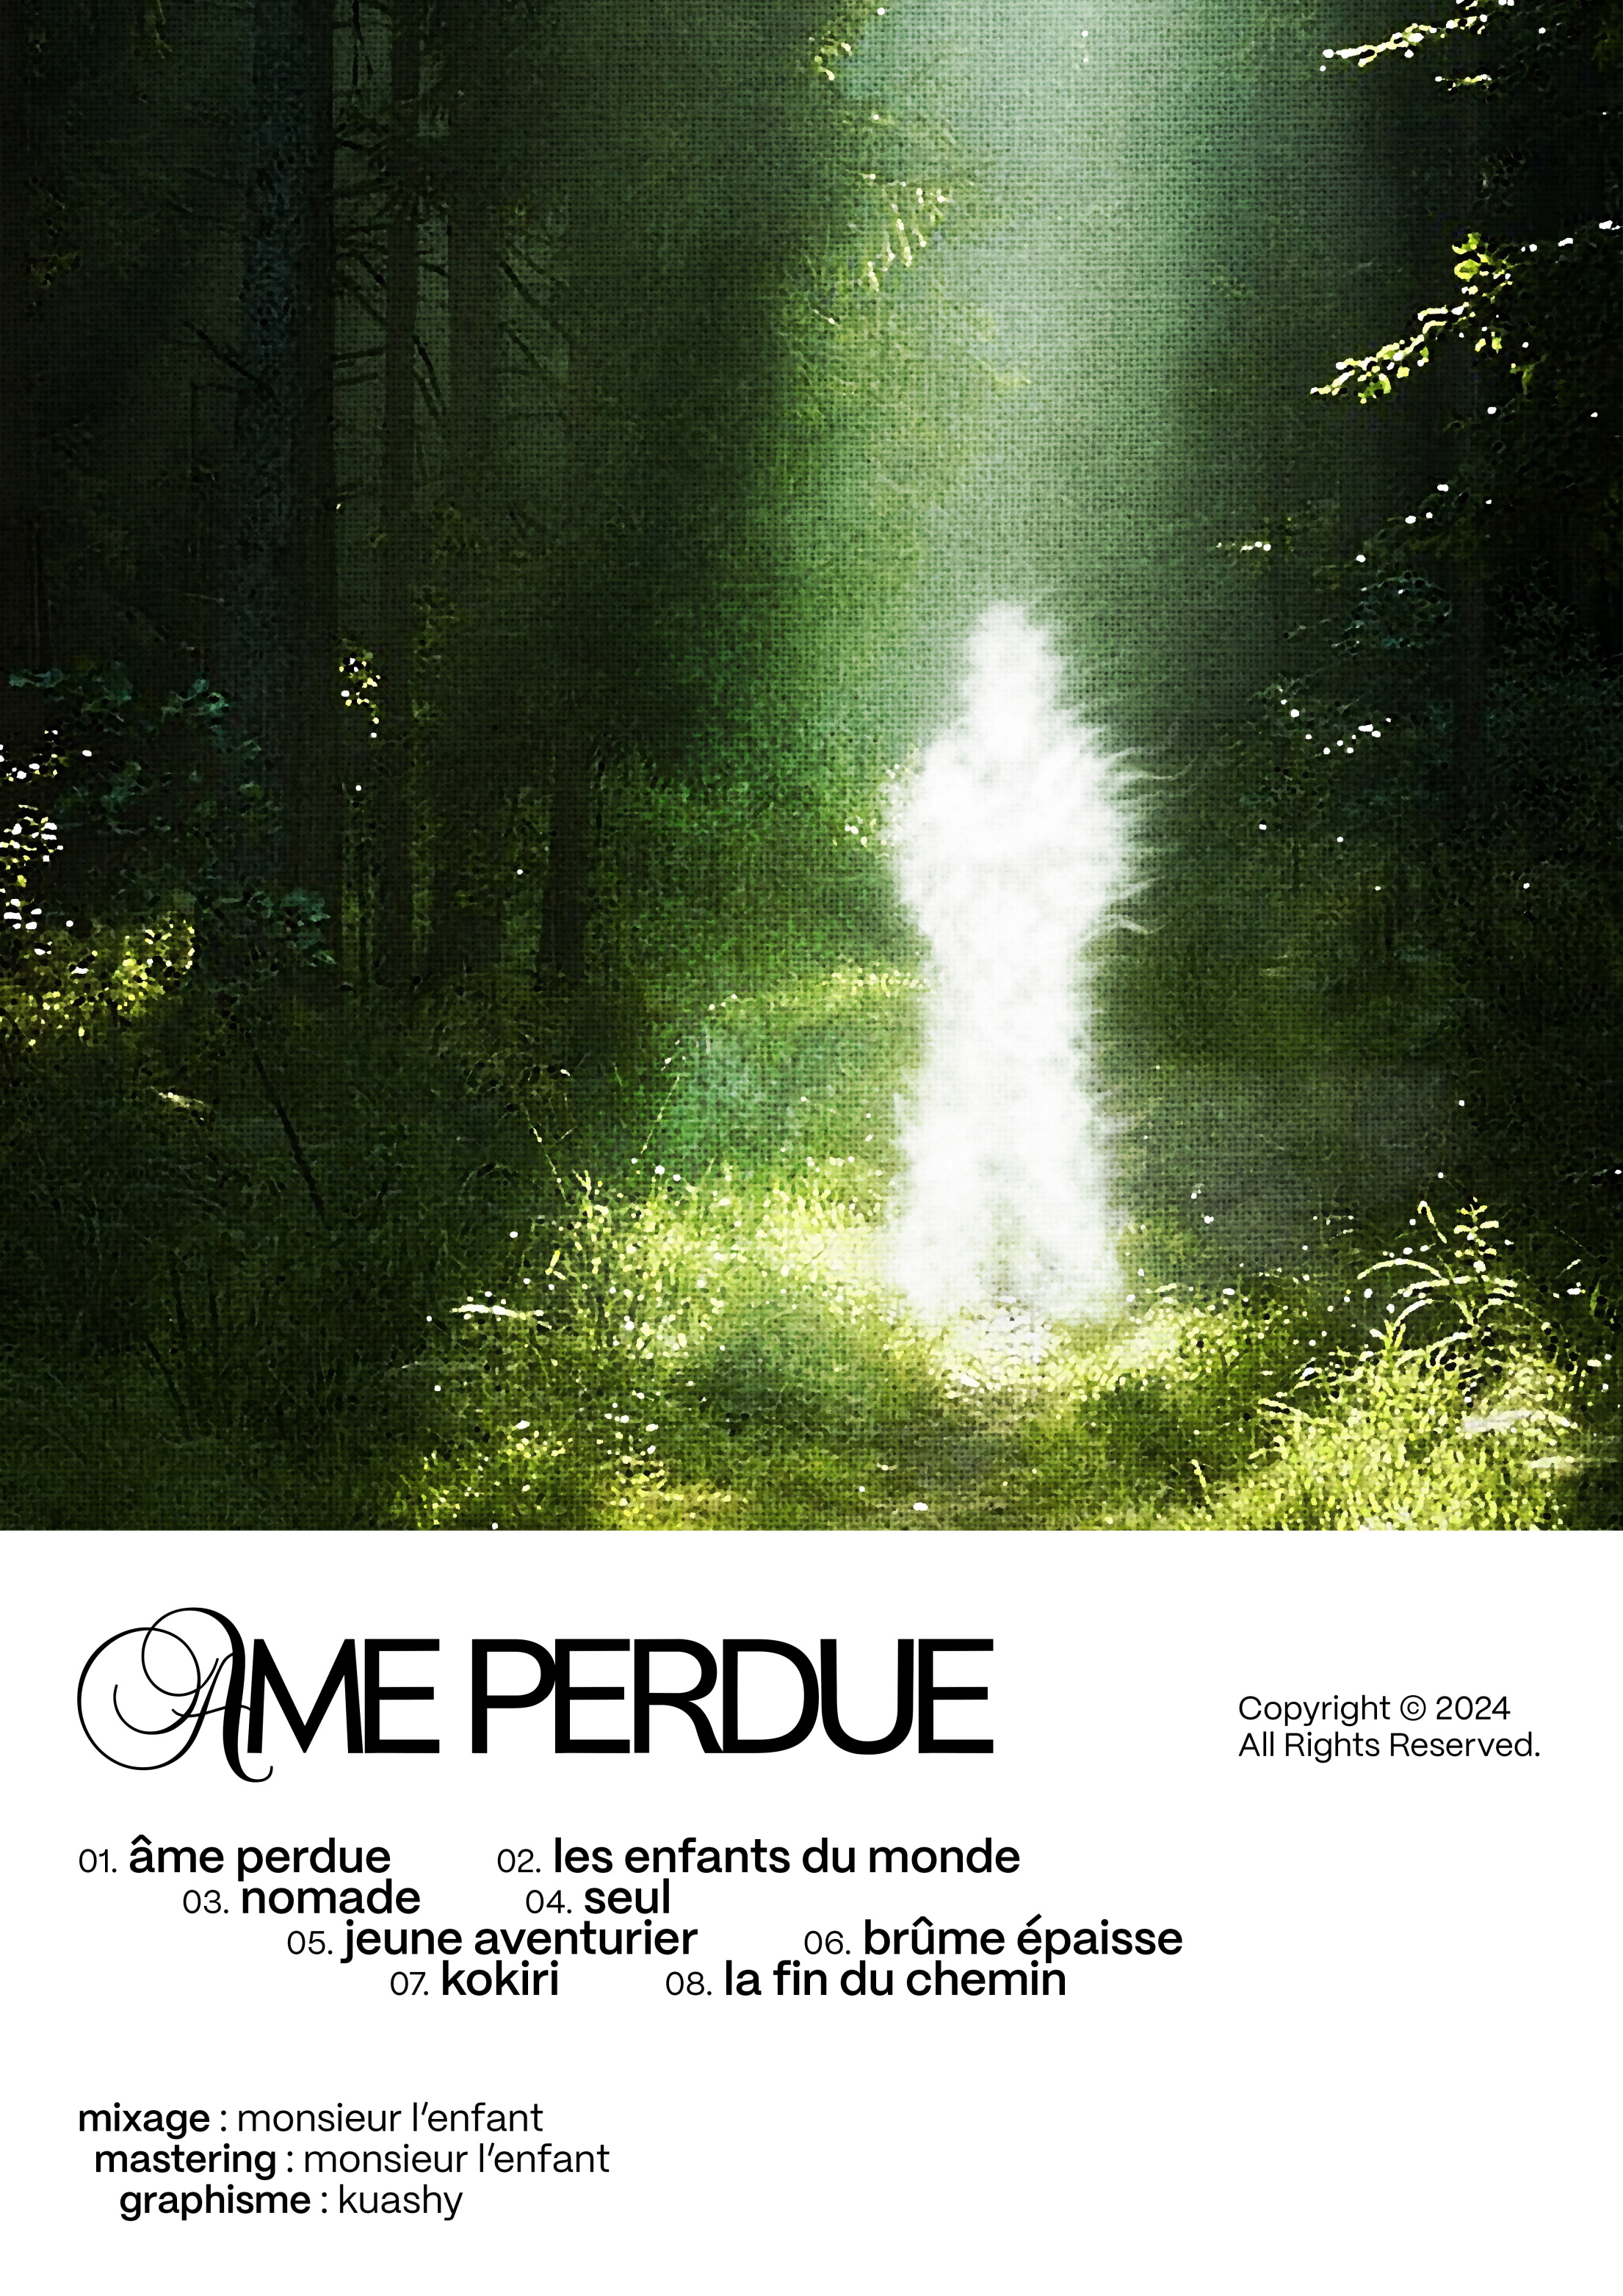 AME PERDUE
Copyright © 2024
All Rights Reserved.
01. âme perdue 02. les enfants du monde
03. nomade 04. seul
05. jeune aventurier 06. brûme épaisse
07. kokiri 08. la fin du chemin
mixage : monsieur l’enfant
mastering : monsieur l’enfant
graphisme : kuashy